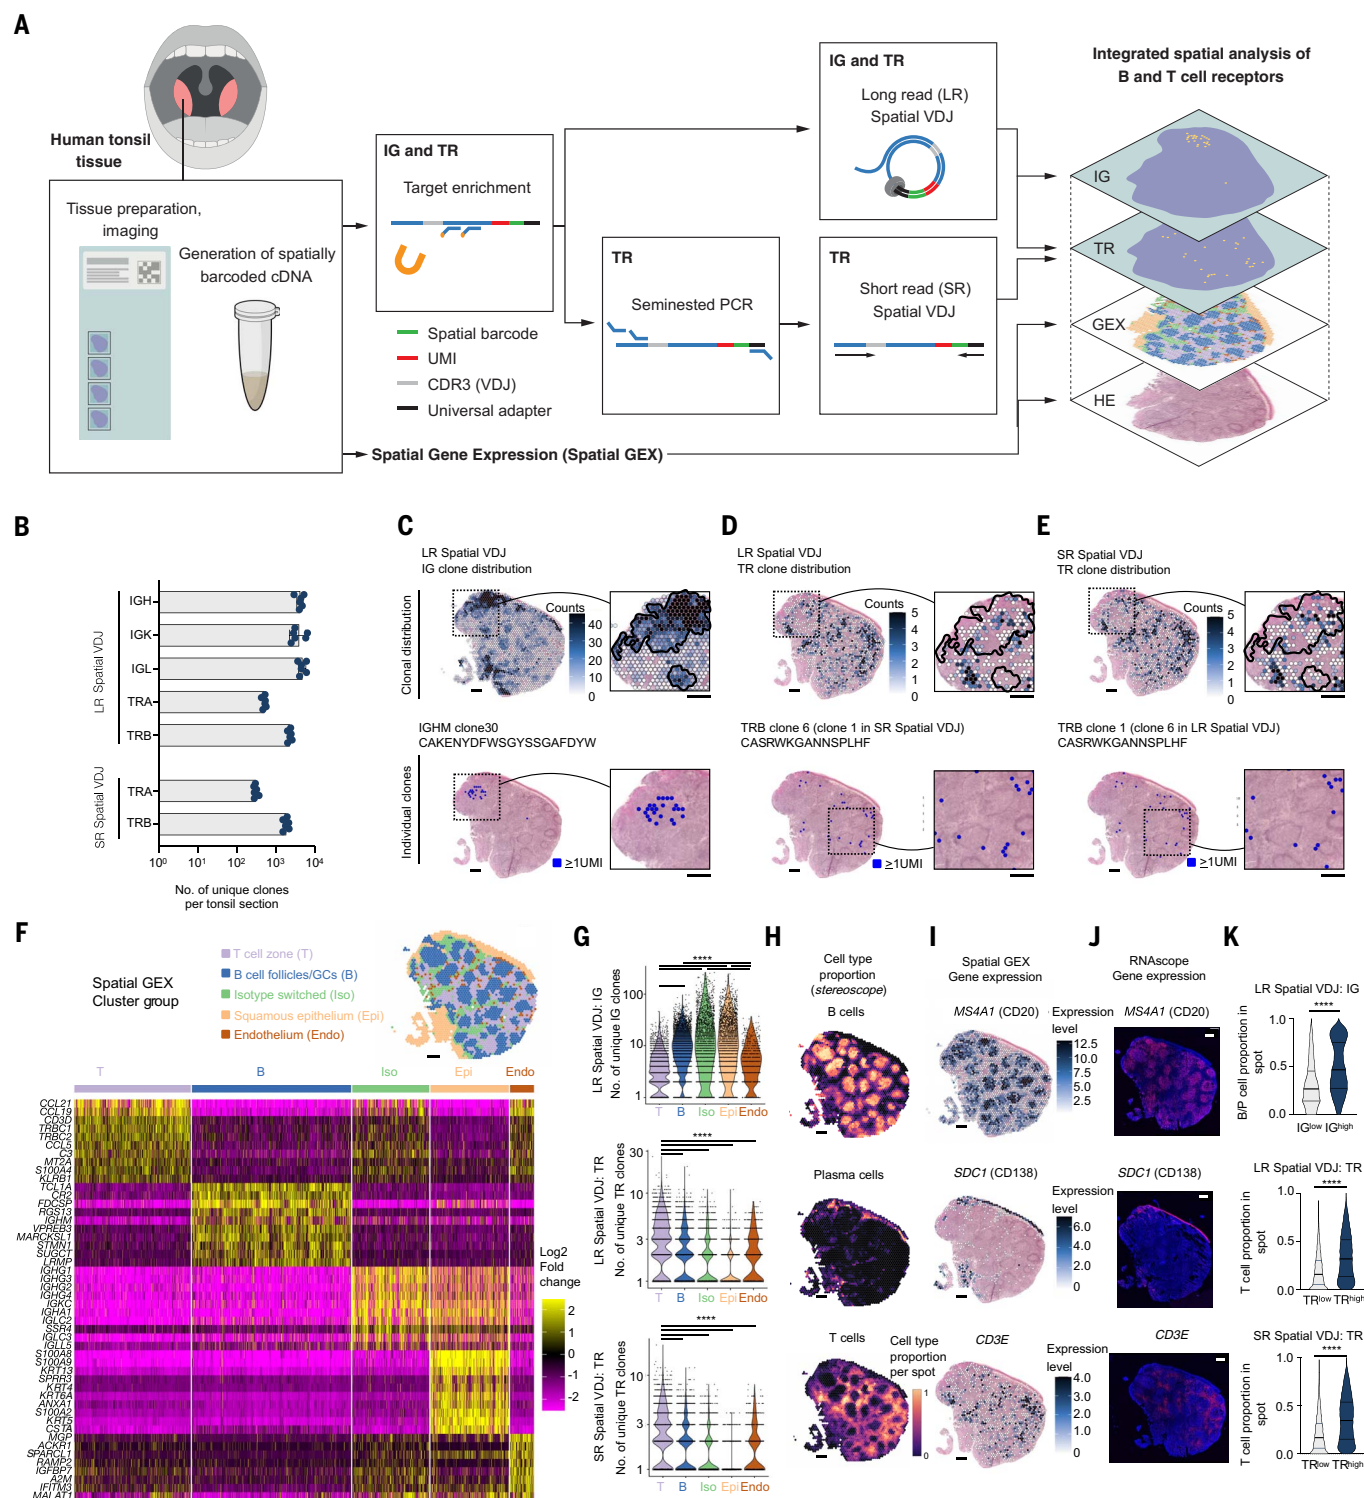 A
Human tonsil
tissue
Tissue preparation,
imaging
Generation of spatially
barcoded cDNA
IG and TR
Target enrichment
Spatial barcode
UMI
CDR3 (VDJ)
Universal adapter
Spatial Gene Expression (Spatial GEX)
IG and TR
Long read (LR)
Spatial VDJ
TR
Seminested PCR
TR
Short read (SR)
Spatial VDJ
Integrated spatial analysis of
B and T cell receptors
IG
TR
GEX
HE
B
LR Spatial VDJ
IGH
IGK
IGL
TRA
TRB
SR Spatial VDJ
TRA
TRB
10⁰ 10¹ 10² 10³ 10⁴
No. of unique clones
per tonsil section
C
LR Spatial VDJ
IG clone distribution
Clonal distribution
Counts
40
30
20
10
0
IGHM clone30
CAKENYDFWSGYSSGAFDYW
Individual clones
≥1UMI
D
LR Spatial VDJ
TR clone distribution
Counts
5
4
3
2
1
0
TRB clone 6 (clone 1 in SR Spatial VDJ)
CASRWKGANNSPLHF
≥1UMI
E
SR Spatial VDJ
TR clone distribution
Counts
5
4
3
2
1
0
TRB clone 1 (clone 6 in LR Spatial VDJ)
CASRWKGANNSPLHF
≥1UMI
F
Spatial GEX
Cluster group
T cell zone (T)
B cell follicles/GCs (B)
Isotype switched (Iso)
Squamous epithelium (Epi)
Endothelium (Endo)
T B Iso Epi Endo
CCL21
CCL19
CD3D
TRBC1
TRBC2
CCL5
C3
MT2A
S100A4
KLRB1
TCL1A
CR2
FDCSP
RGS13
IGHM
VPREB3
MARCKSL1
STMN1
SUGCT
LRMP
IGHG1
IGHG3
IGHG2
IGHG4
IGKC
IGHA1
IGLC2
SSR4
IGLC3
IGLL5
S100A8
S100A9
KRT13
SPRR3
KRT4
KRT6A
ANXA1
S100A2
KRT5
CSTA
MGP
ACKR1
SPARCL1
RAMP2
IGFBP7
A2M
IFITM3
MALAT1
Log2
Fold
change
2
1
0
-1
-2
G
LR Spatial VDJ: IG
No. of unique IG clones
****
100
10
1
T B Iso Epi Endo
LR Spatial VDJ: TR
No. of unique TR clones
****
30
10
3
1
T B Iso Epi Endo
SR Spatial VDJ: TR
No. of unique TR clones
****
10
3
1
T B Iso Epi Endo
H
Cell type
proportion
(stereoscope)
B cells
Plasma cells
T cells
Cell type
proportion
per spot
1
0
I
Spatial GEX
Gene expression
MS4A1 (CD20)
Expression
level
12.5
10.0
7.5
5.0
2.5
0
SDC1 (CD138)
Expression
level
6.0
4.0
2.0
0
CD3E
Expression
level
4.0
3.0
2.0
1.0
0
J
RNAscope
Gene expression
MS4A1 (CD20)
SDC1 (CD138)
CD3E
K
LR Spatial VDJ: IG
****
B/P cell proportion in
spot
1.0
0.5
0.0
IGlow IGhigh
LR Spatial VDJ: TR
****
T cell proportion in
spot
1.0
0.5
0.0
TRlow TRhigh
SR Spatial VDJ: TR
****
T cell proportion in
spot
1.0
0.5
0.0
TRlow TRhigh